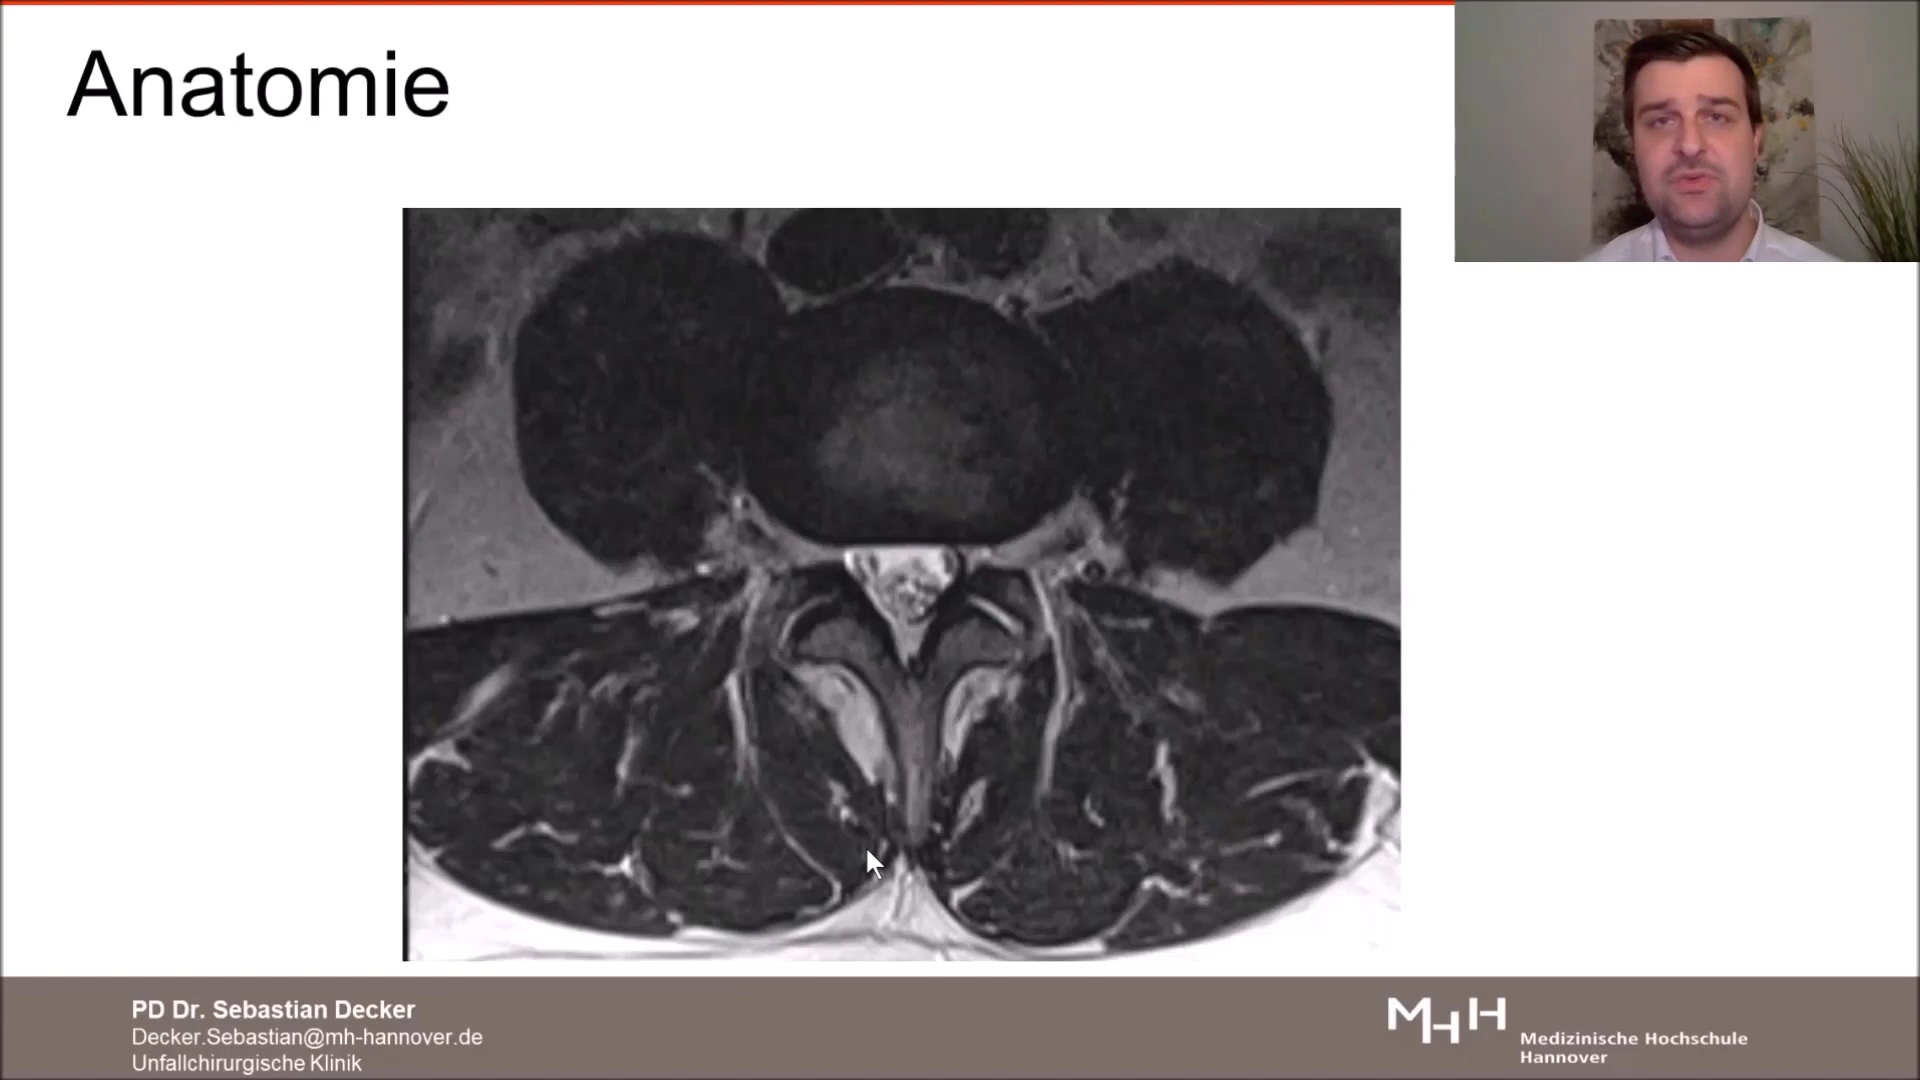 Anatomie
PD Dr. Sebastian Decker
Decker.Sebastian@mh-hannover.de
Unfallchirurgische Klinik
MHH
Medizinische Hochschule
Hannover